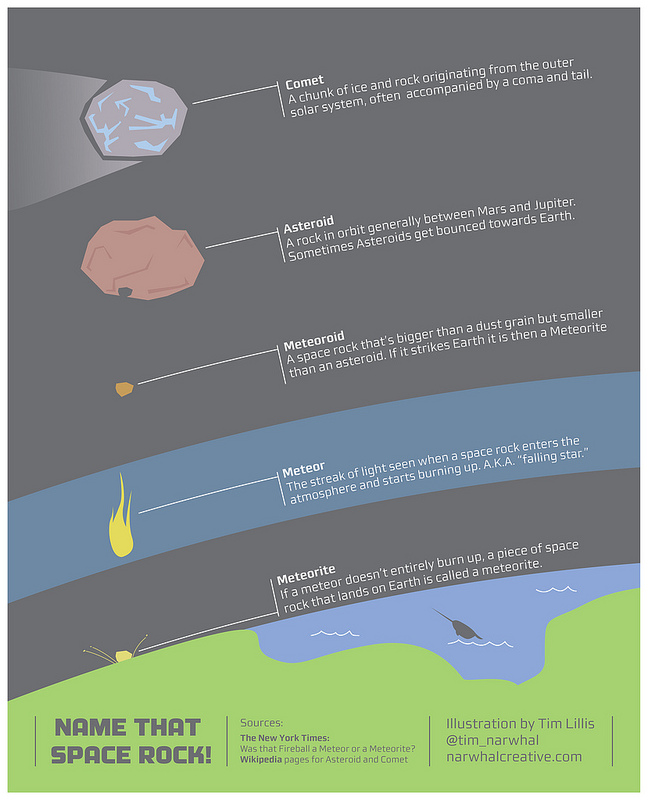 Comet
A chunk of ice and rock originating from the outer
solar system, often accompanied by a coma and tail.
Asteroid
A rock in orbit generally between Mars and Jupiter.
Sometimes Asteroids get bounced towards Earth.
Meteoroid
A space rock that's bigger than a dust grain but smaller
than an asteroid. If it strikes Earth it is then a Meteorite
Meteor
The streak of light seen when a space rock enters the
atmosphere and starts burning up. A.K.A. “falling star.”
Meteorite
If a meteor doesn't entirely burn up, a piece of space
rock that lands on Earth is called a meteorite.
NAME THAT
SPACE ROCK!
Sources:
The New York Times:
Was that Fireball a Meteor or a Meteorite?
Wikipedia pages for Asteroid and Comet
Illustration by Tim Lillis
@tim_narwhal
narwhalcreative.com